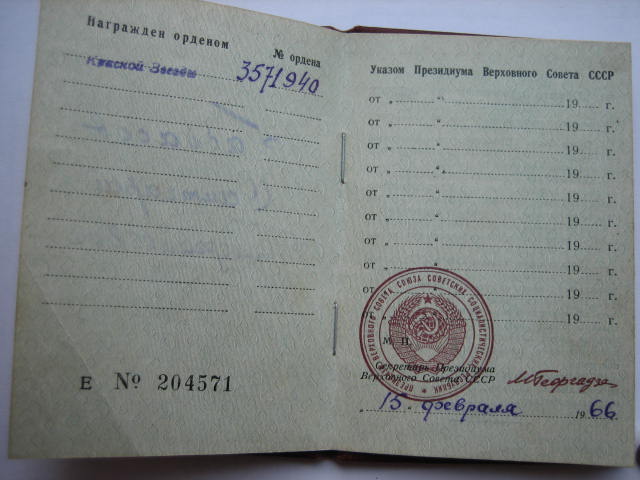 Награжден орденом
№ ордена
Красной Звезды 3571940
Е № 204571
Указом Президиума Верховного Совета СССР
от „ “ 19 г.
от „ “ 19 г.
от „ “ 19 г.
от „ “ 19 г.
от „ “ 19 г.
от „ “ 19 г.
от „ “ 19 г.
от „ “ 19 г.
от „ “ 19 г.
от „ “ 19 г.
М. П.
Секретарь Президиума
Верховного Совета СССР
МГеоргадзе
„ 15 “ февраля 1966 г.